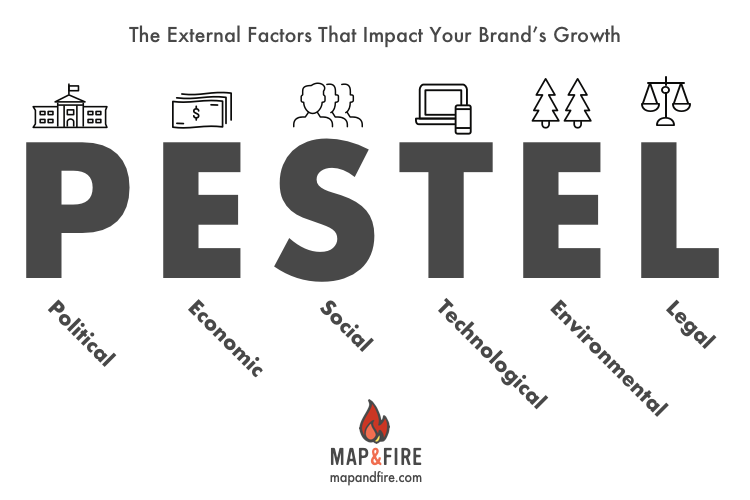 The External Factors That Impact Your Brand's Growth
$
PESTEL
Political
Economic
Social
Technological
Environmental
Legal
MAP&FIRE
mapandfire.com